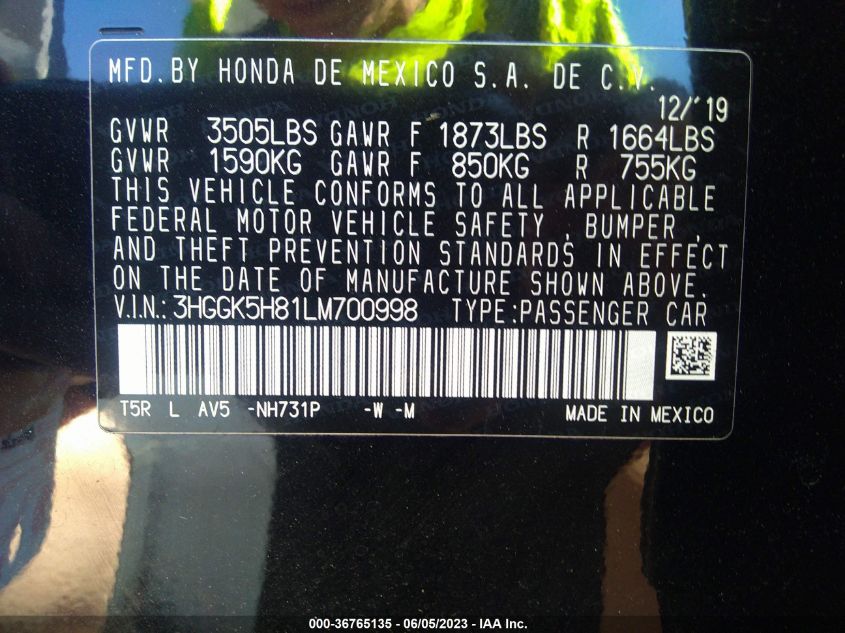 MFD. BY HONDA DE MEXICO S.A. DE C.V.
12/'19
GVWR 3505LBS GAWR F 1873LBS R 1664LBS
GVWR 1590KG GAWR F 850KG R 755KG
THIS VEHICLE CONFORMS TO ALL APPLICABLE
FEDERAL MOTOR VEHICLE SAFETY , BUMPER ,
AND THEFT PREVENTION STANDARDS IN EFFECT
ON THE DATE OF MANUFACTURE SHOWN ABOVE.
V.I.N.: 3HGGK5H81LM700998 TYPE:PASSENGER CAR
T5R L AV5 -NH731P -W -M MADE IN MEXICO
000-36765135 - 06/05/2023 - IAA Inc.